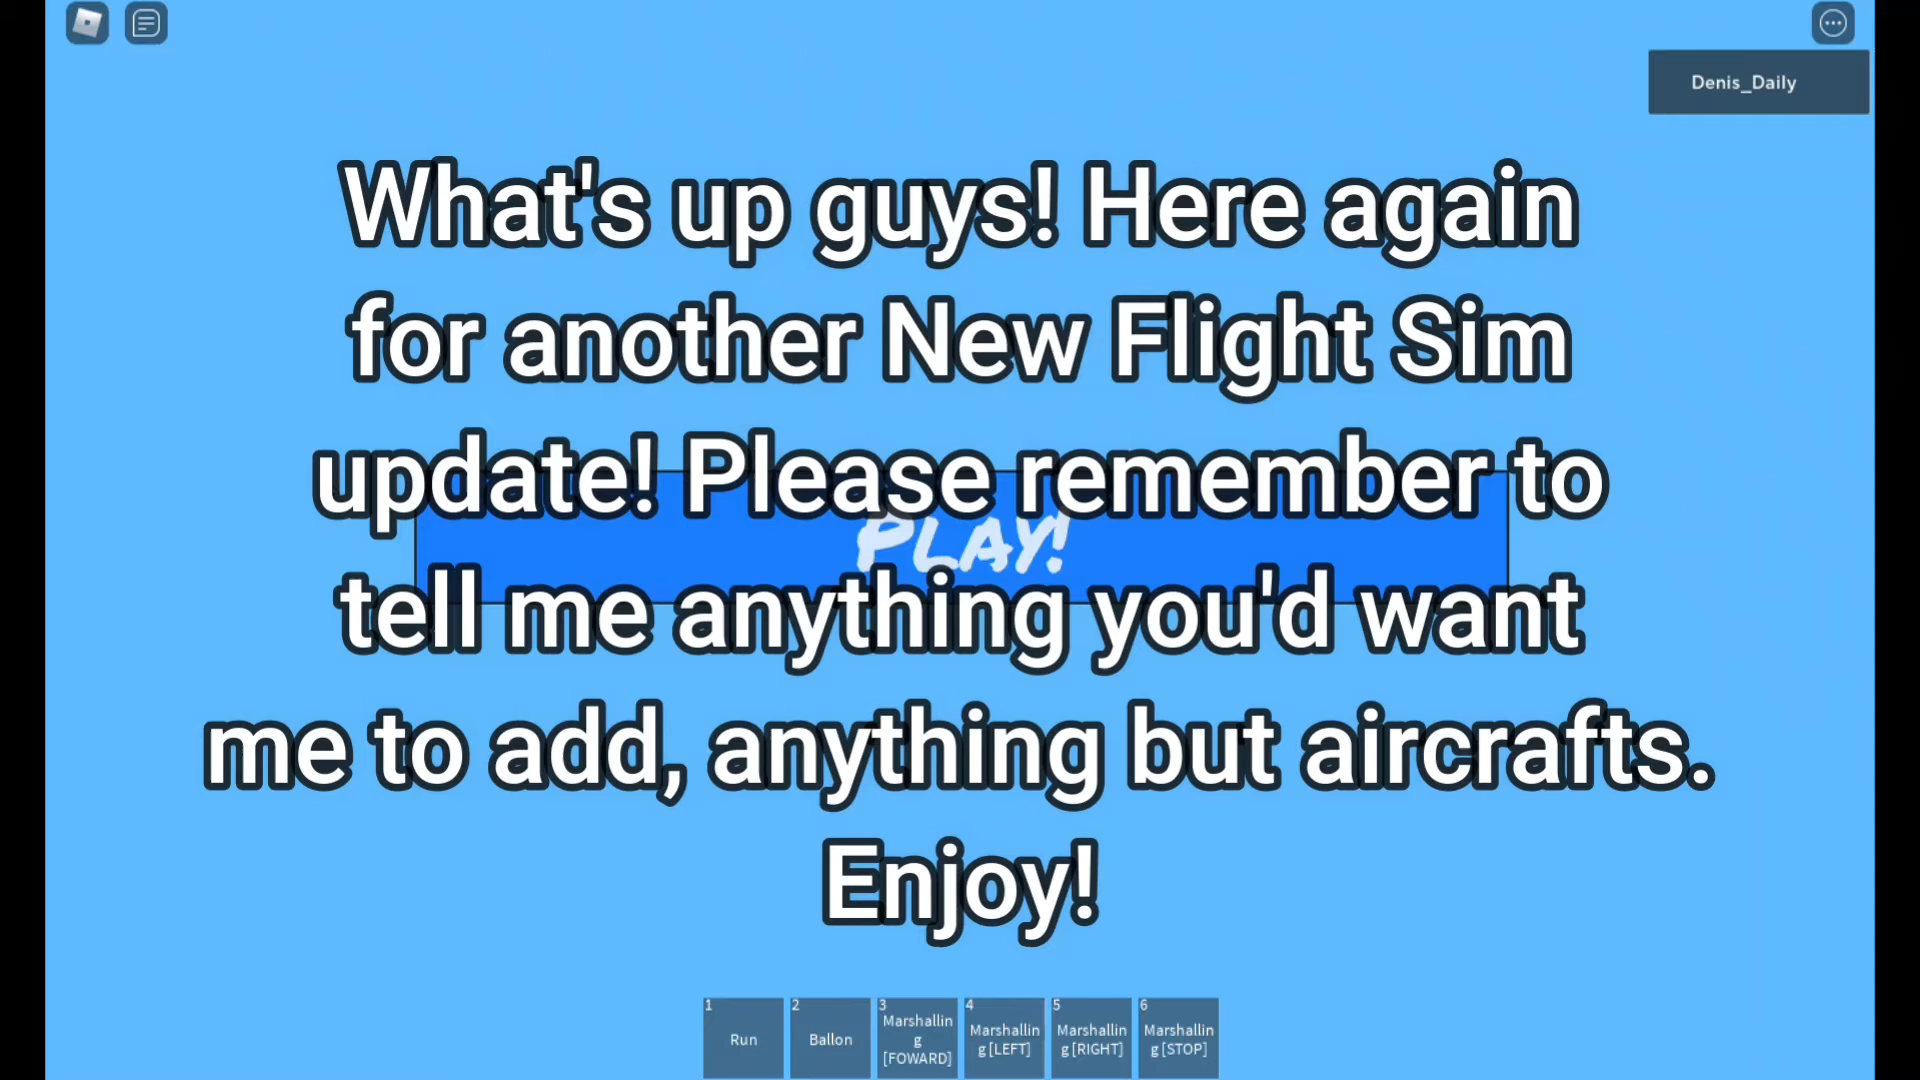 Denis_Daily
What's up guys! Here again
for another New Flight Sim
update! Please remember to
PLAY!
tell me anything you'd want
me to add, anything but aircrafts.
Enjoy!
1
Run
2
Ballon
3
Marshallin
g
[FOWARD]
4
Marshallin
g[LEFT]
5
Marshallin
g[RIGHT]
6
Marshallin
g[STOP]